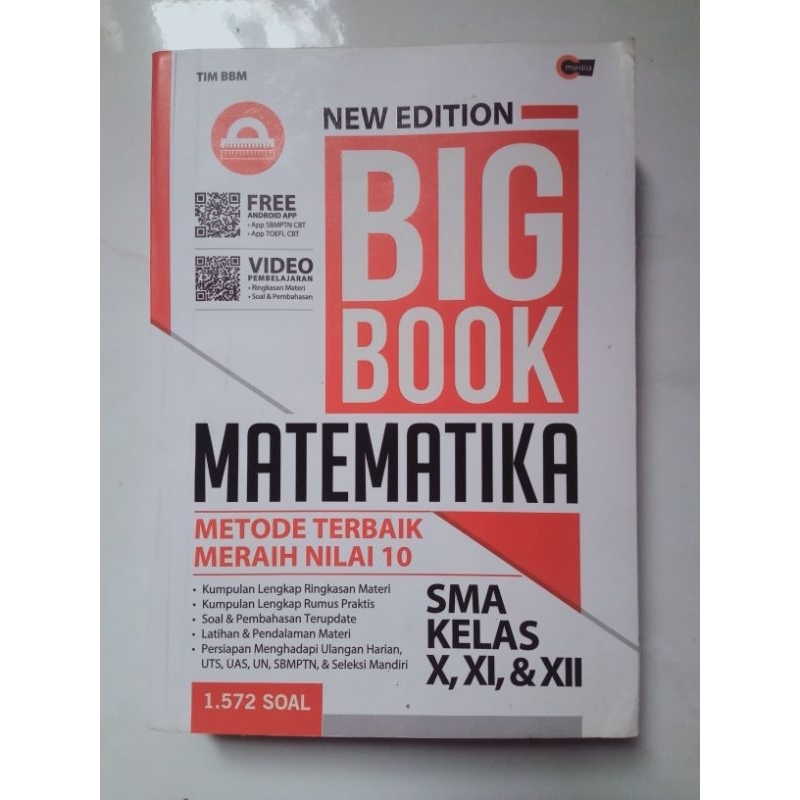 TIM BBM
C media
NEW EDITION
BIG
BOOK
FREE
ANDROID APP
• App SBMPTN CBT
• App TOEFL CBT
VIDEO
PEMBELAJARAN
• Ringkasan Materi
• Soal & Pembahasan
MATEMATIKA
METODE TERBAIK
MERAIH NILAI 10
• Kumpulan Lengkap Ringkasan Materi
• Kumpulan Lengkap Rumus Praktis
• Soal & Pembahasan Terupdate
• Latihan & Pendalaman Materi
• Persiapan Menghadapi Ulangan Harian,
UTS, UAS, UN, SBMPTN, & Seleksi Mandiri
SMA
KELAS
X, XI, & XII
1.572 SOAL